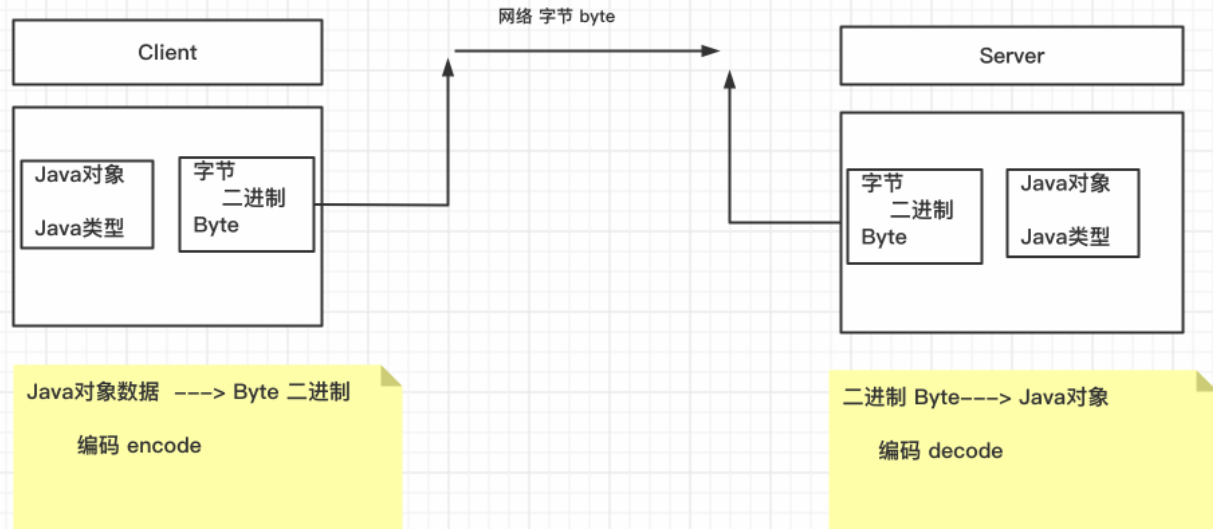 网络 字节 byte
Client
Server
Java对象
Java类型
字节
二进制
Byte
字节
二进制
Byte
Java对象
Java类型
Java对象数据 ---> Byte 二进制
编码 encode
二进制 Byte---> Java对象
编码 decode